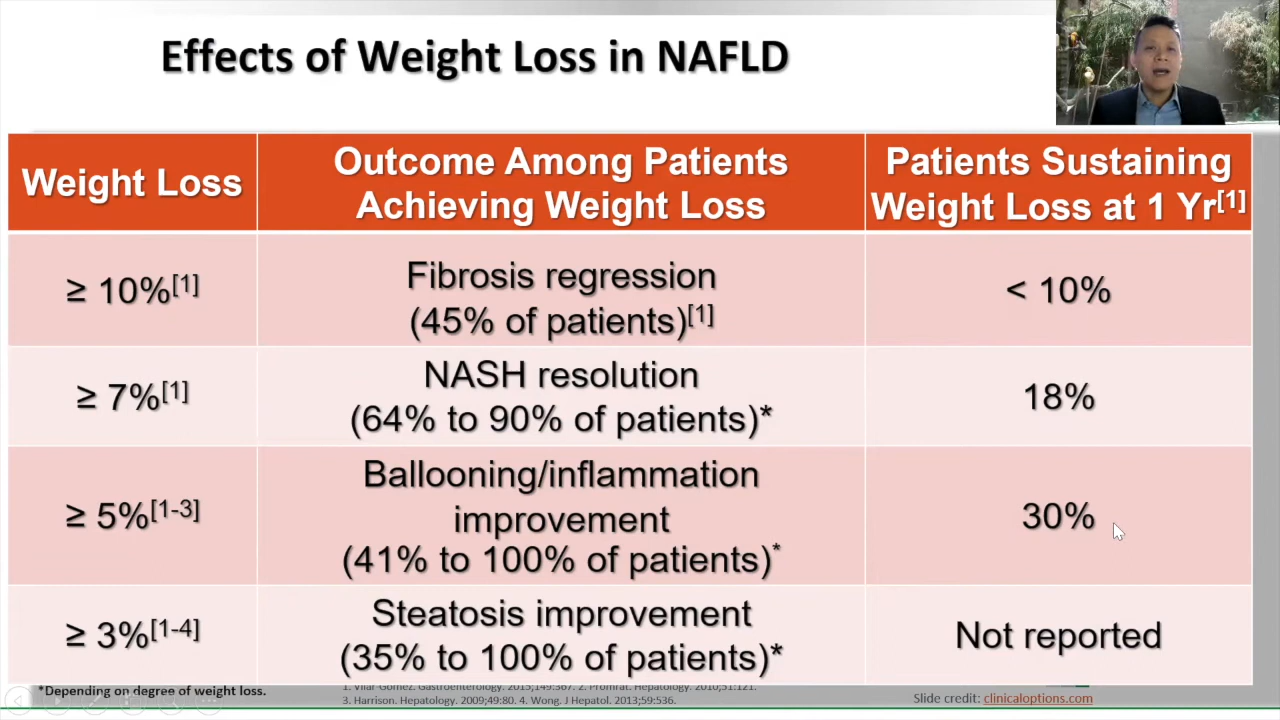 Effects of Weight Loss in NAFLD
Weight Loss
Outcome Among Patients
Achieving Weight Loss
Patients Sustaining
Weight Loss at 1 Yr[1]
≥ 10%[1]
Fibrosis regression
(45% of patients)[1]
< 10%
≥ 7%[1]
NASH resolution
(64% to 90% of patients)*
18%
≥ 5%[1-3]
Ballooning/inflammation
improvement
(41% to 100% of patients)*
30%
≥ 3%[1-4]
Steatosis improvement
(35% to 100% of patients)*
Not reported
*Depending on degree of weight loss.
1. Vilar-Gomez. Gastroenterology. 2015;149:367. 2. Promrat. Hepatology. 2010;51:121.
3. Harrison. Hepatology. 2009;49:80. 4. Wong. J Hepatol. 2013;59:536.
Slide credit: clinicaloptions.com